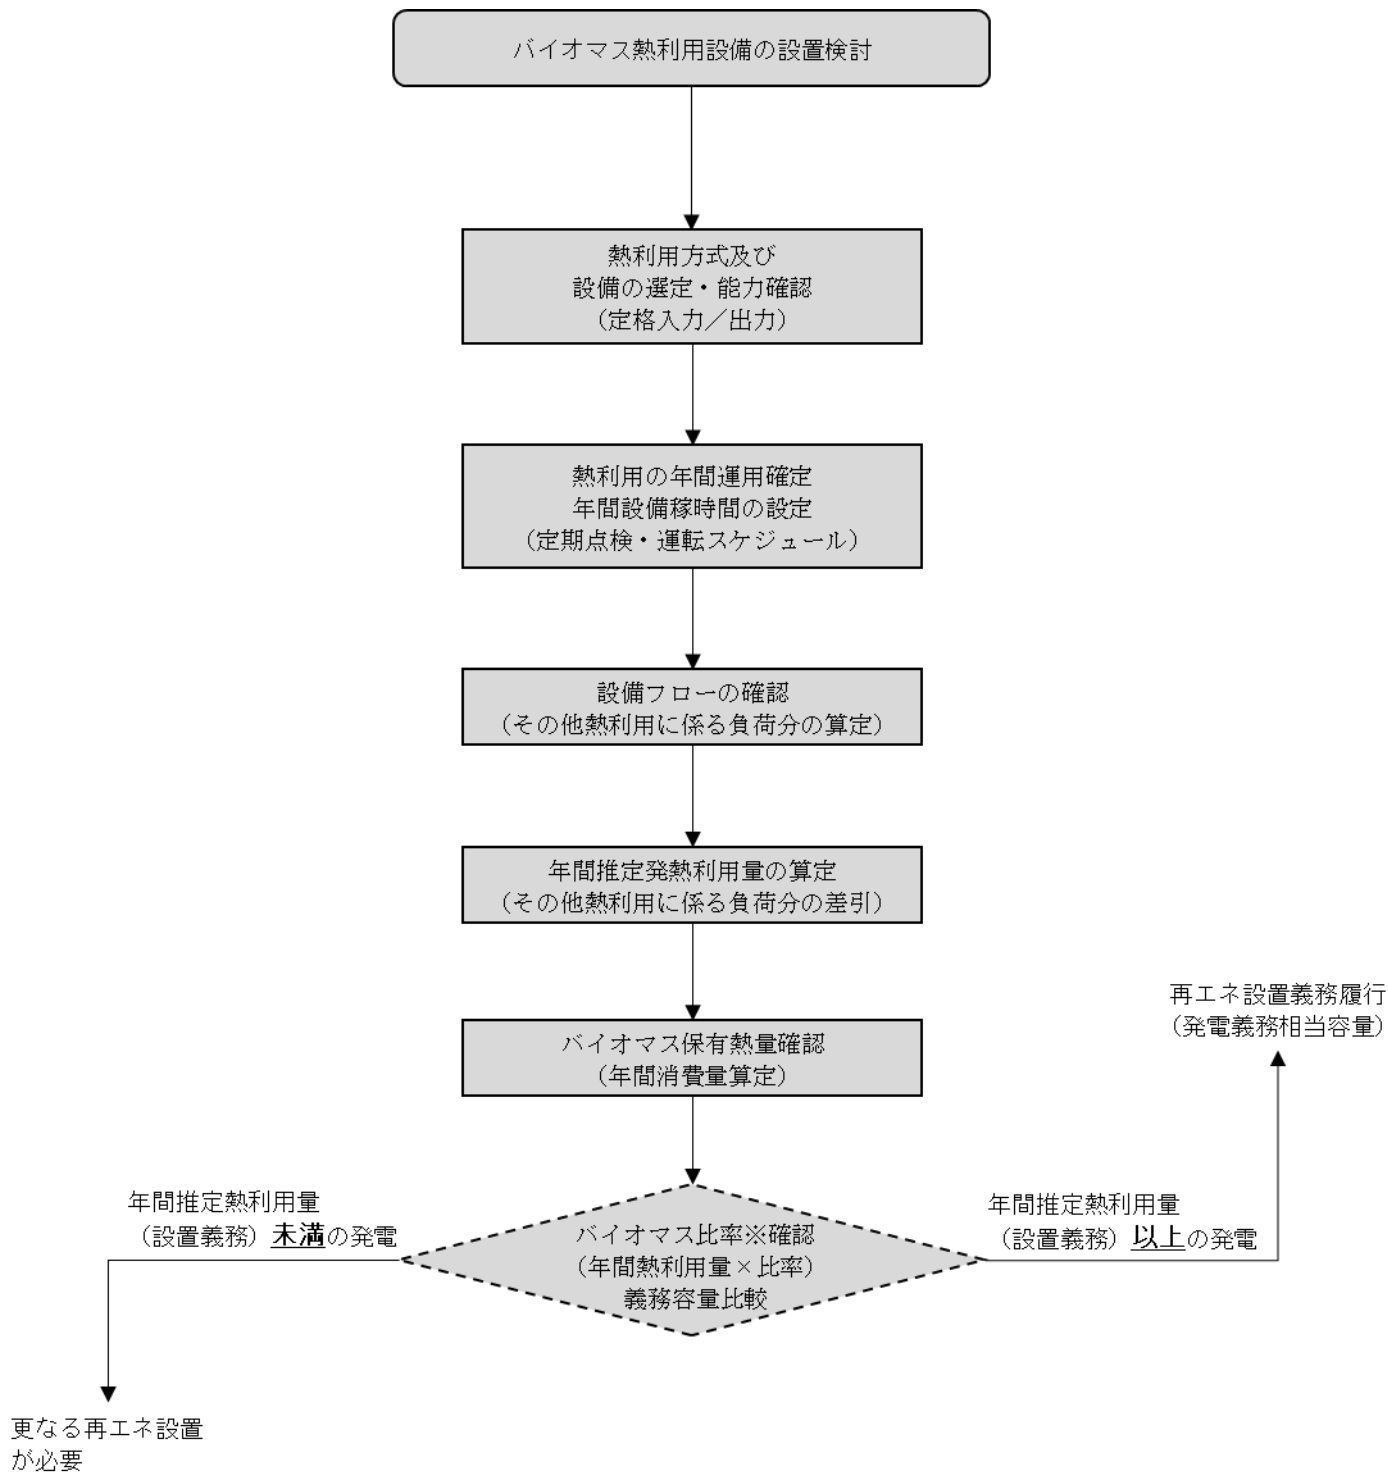 バイオマス熱利用設備の設置検討
熱利用方式及び
設備の選定・能力確認
（定格入力／出力）
熱利用の年間運用確定
年間設備稼時間の設定
（定期点検・運転スケジュール）
設備フローの確認
（その他熱利用に係る負荷分の算定）
年間推定発熱利用量の算定
（その他熱利用に係る負荷分の差引）
バイオマス保有熱量確認
（年間消費量算定）
再エネ設置義務履行
（発電義務相当容量）
年間推定熱利用量
（設置義務）未満の発電
バイオマス比率※確認
（年間熱利用量×比率）
義務容量比較
年間推定熱利用量
（設置義務）以上の発電
更なる再エネ設置
が必要